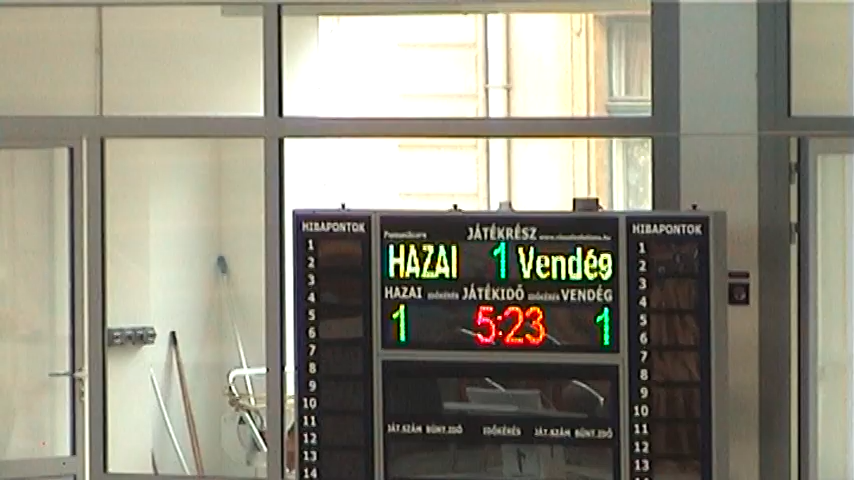 HIBAPONTOK JÁTÉKRÉSZ HIBAPONTOK
HAZAI 1 Vendég
HAZAI IDŐKÉRÉS JÁTÉKIDŐ IDŐKÉRÉS VENDÉG
1 5:23 1
1 1
2 2
3 3
4 4
5 5
6 6
7 7
8 8
9 9
10 10
11 11
JÁT.SZÁM BÜNT.IDŐ IDŐKÉRÉS JÁT.SZÁM BÜNT.IDŐ
12 12
13 13
14